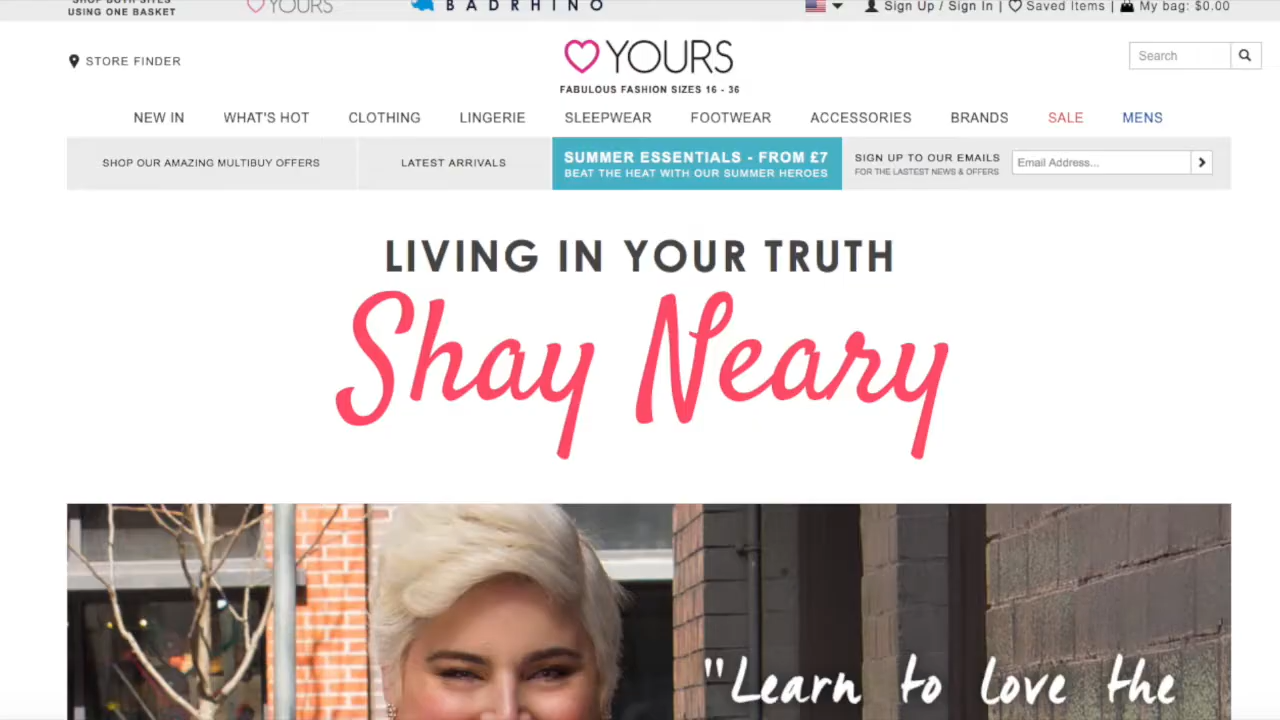 SHOP BOTH SITES
USING ONE BASKET
YOURS
BADRHINO
Sign Up / Sign In | Saved Items | My bag: $0.00
STORE FINDER
YOURS
FABULOUS FASHION SIZES 16 - 36
Search
NEW IN WHAT'S HOT CLOTHING LINGERIE SLEEPWEAR FOOTWEAR ACCESSORIES BRANDS SALE MENS
SHOP OUR AMAZING MULTIBUY OFFERS
LATEST ARRIVALS
SUMMER ESSENTIALS - FROM £7
BEAT THE HEAT WITH OUR SUMMER HEROES
SIGN UP TO OUR EMAILS
FOR THE LASTEST NEWS & OFFERS
Email Address...
LIVING IN YOUR TRUTH
Shay Neary
"Learn to love the